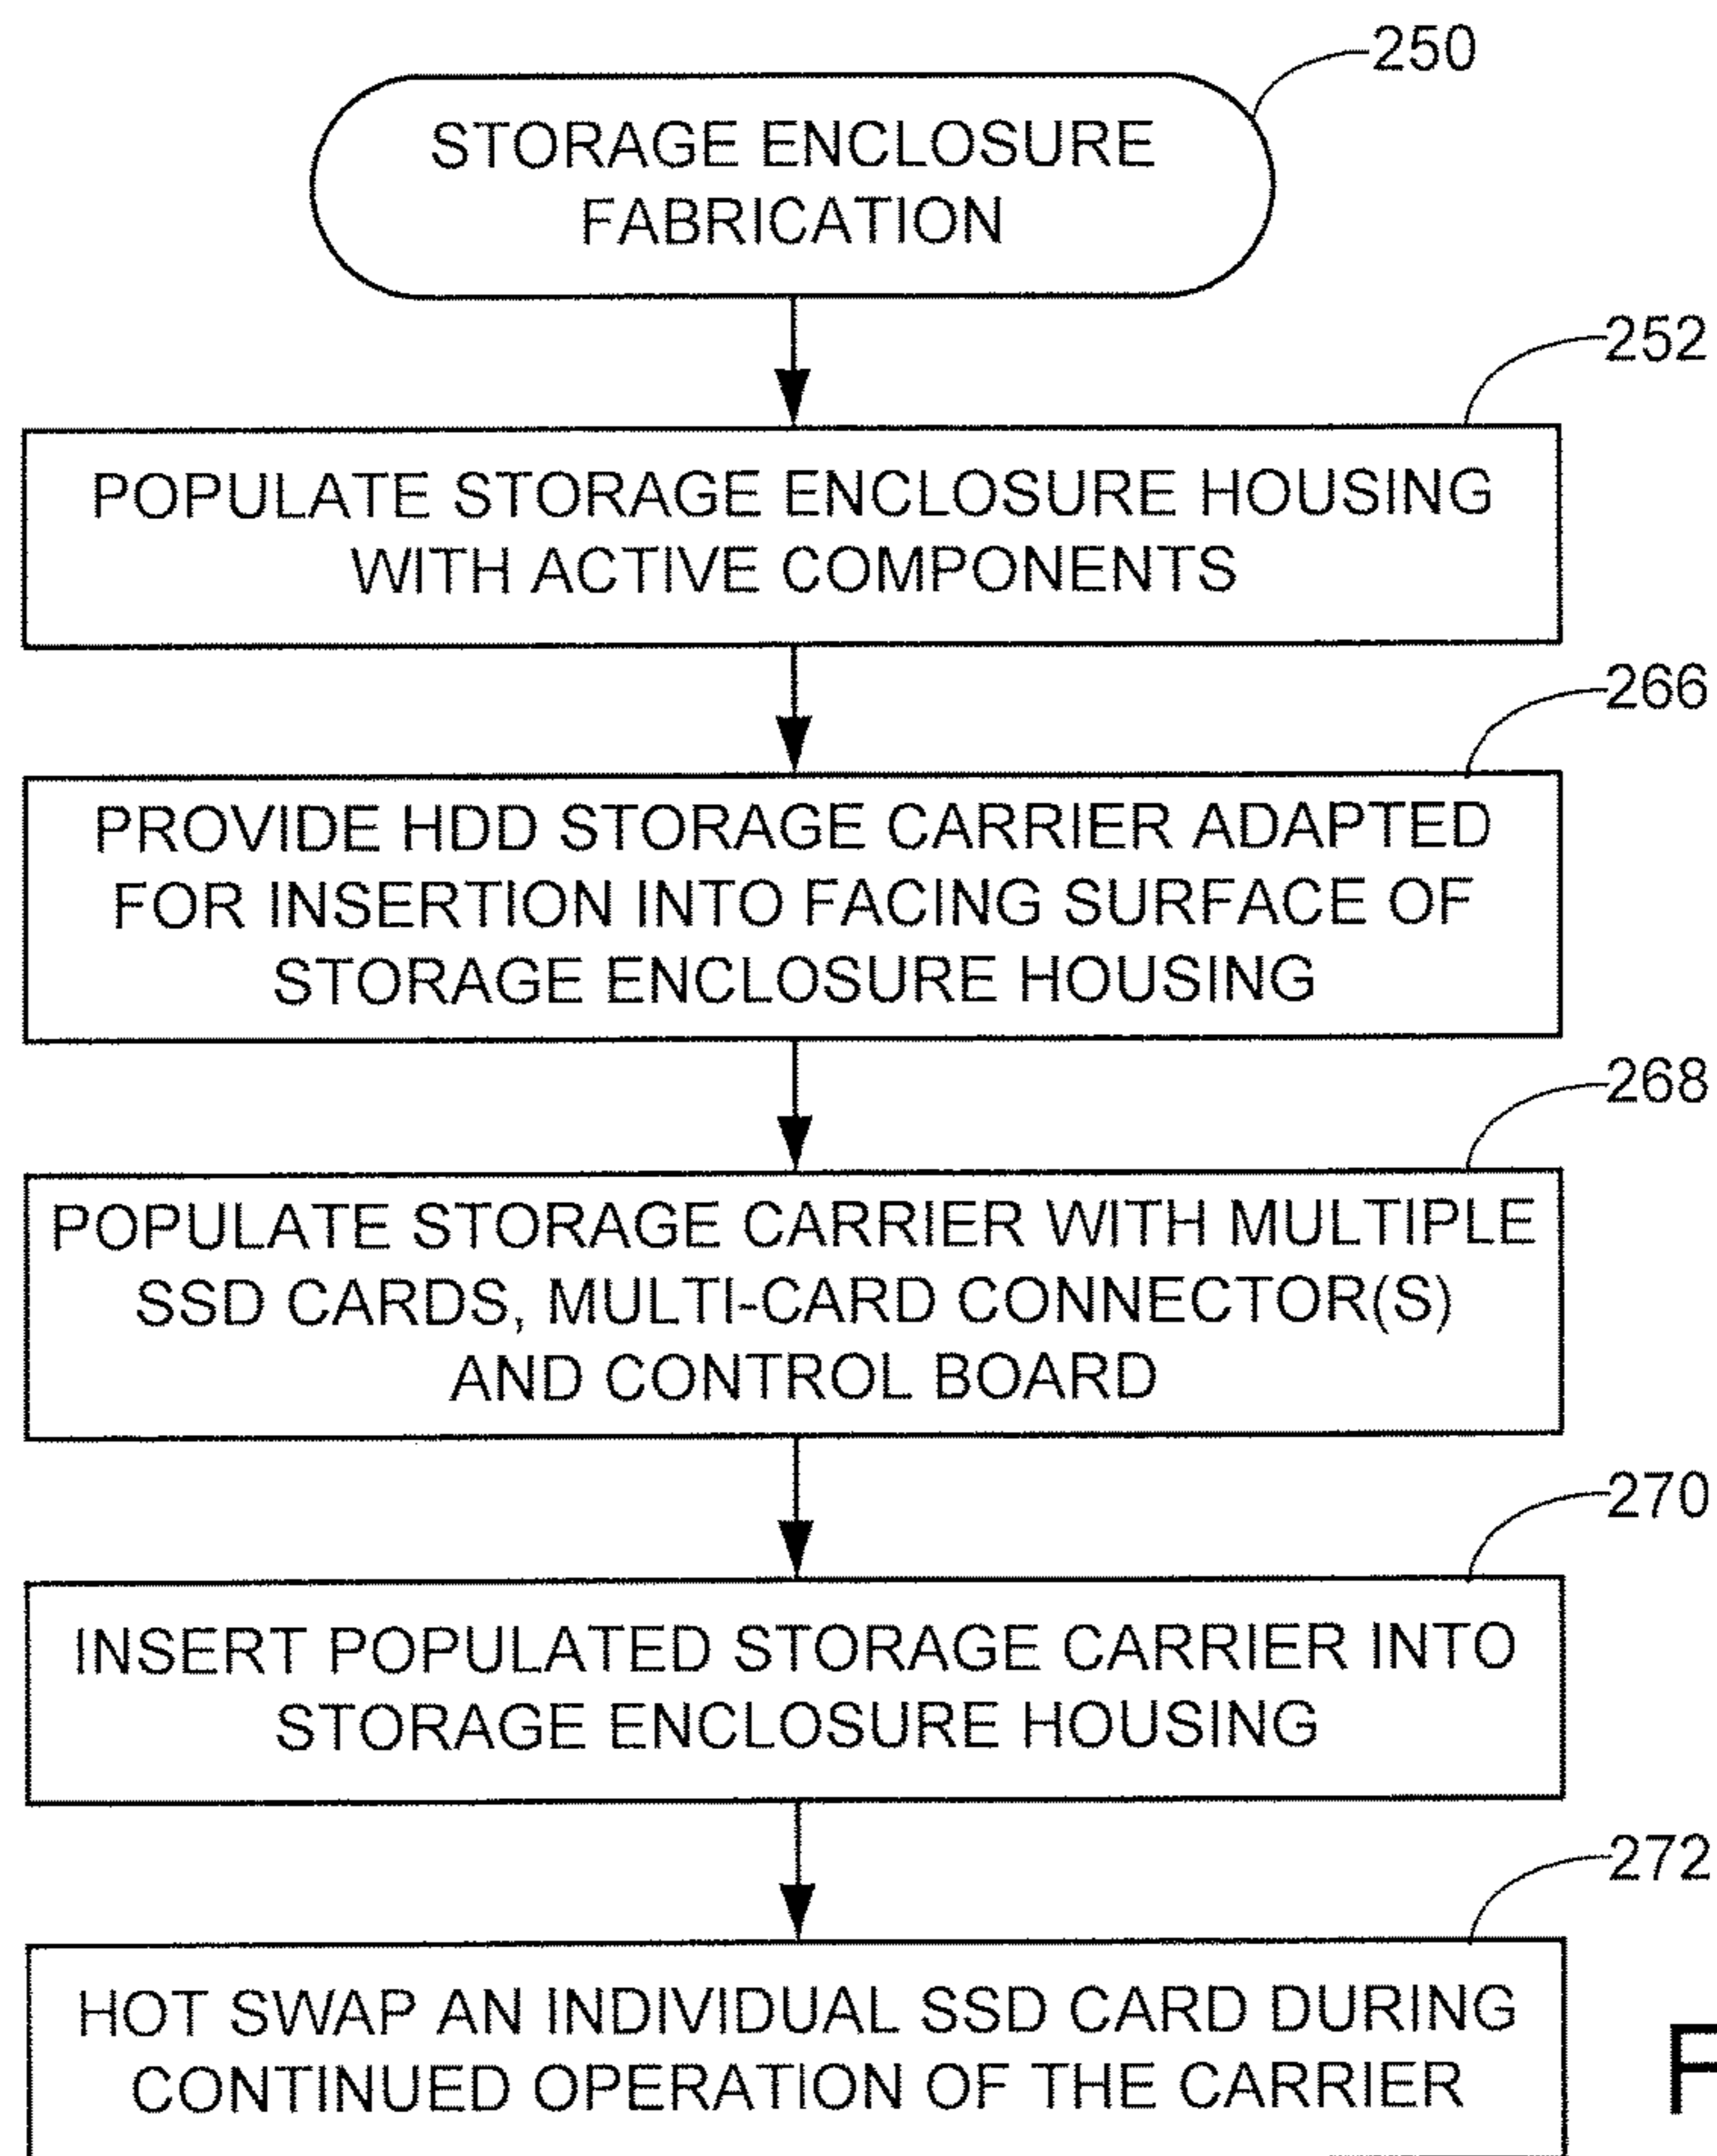 250
STORAGE ENCLOSURE
FABRICATION
252
POPULATE STORAGE ENCLOSURE HOUSING
WITH ACTIVE COMPONENTS
266
PROVIDE HDD STORAGE CARRIER ADAPTED
FOR INSERTION INTO FACING SURFACE OF
STORAGE ENCLOSURE HOUSING
268
POPULATE STORAGE CARRIER WITH MULTIPLE
SSD CARDS, MULTI-CARD CONNECTOR(S)
AND CONTROL BOARD
270
INSERT POPULATED STORAGE CARRIER INTO
STORAGE ENCLOSURE HOUSING
272
HOT SWAP AN INDIVIDUAL SSD CARD DURING
CONTINUED OPERATION OF THE CARRIER